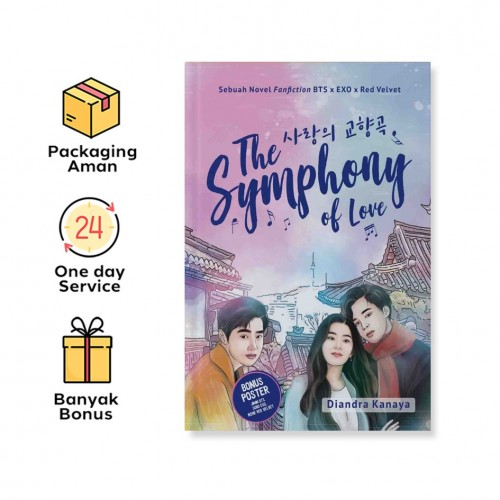 Packaging
Aman
24
One day
Service
Banyak
Bonus
Sebuah Novel Fanfiction BTS x EXO x Red Velvet
사랑의 교향곡
The
Symphony
of Love
BONUS
POSTER
Diandra Kanaya